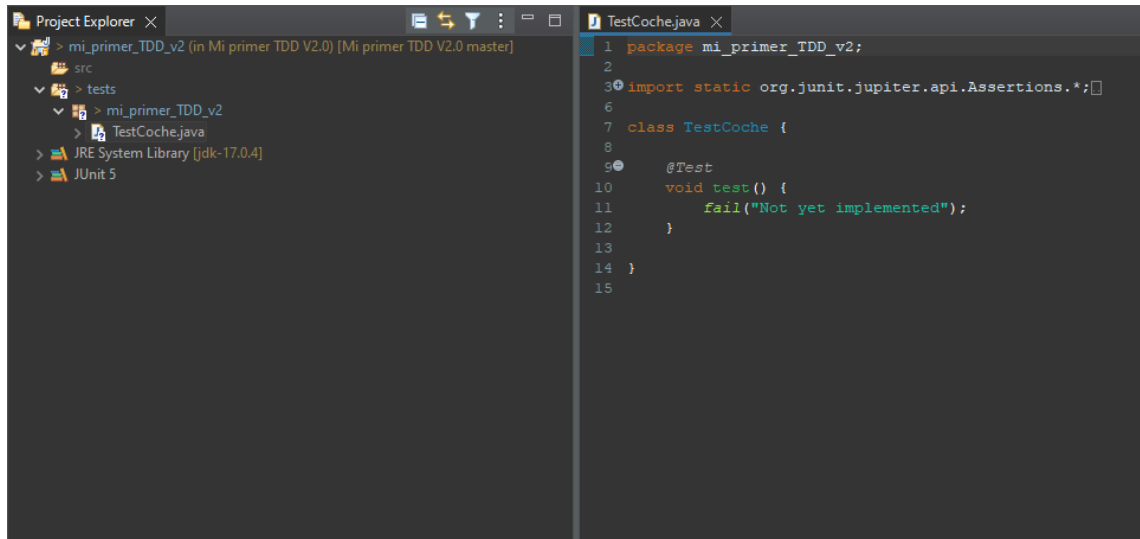 Project Explorer
> mi_primer_TDD_v2 (in Mi primer TDD V2.0) [Mi primer TDD V2.0 master]
src
> tests
> mi_primer_TDD_v2
TestCoche.java
JRE System Library [jdk-17.0.4]
JUnit 5
TestCoche.java
1 package mi_primer_TDD_v2;
2
3 import static org.junit.jupiter.api.Assertions.*;
6
7 class TestCoche {
8
9 @Test
10 void test() {
11 fail("Not yet implemented");
12 }
13
14 }
15